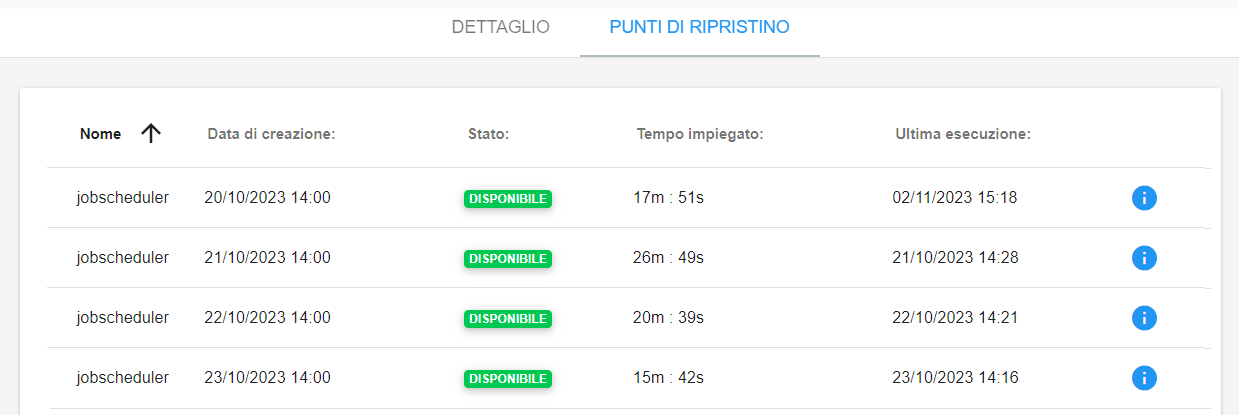 DETTAGLIO PUNTI DI RIPRISTINO
Nome Data di creazione: Stato: Tempo impiegato: Ultima esecuzione:
jobscheduler 20/10/2023 14:00 DISPONIBILE 17m : 51s 02/11/2023 15:18
jobscheduler 21/10/2023 14:00 DISPONIBILE 26m : 49s 21/10/2023 14:28
jobscheduler 22/10/2023 14:00 DISPONIBILE 20m : 39s 22/10/2023 14:21
jobscheduler 23/10/2023 14:00 DISPONIBILE 15m : 42s 23/10/2023 14:16